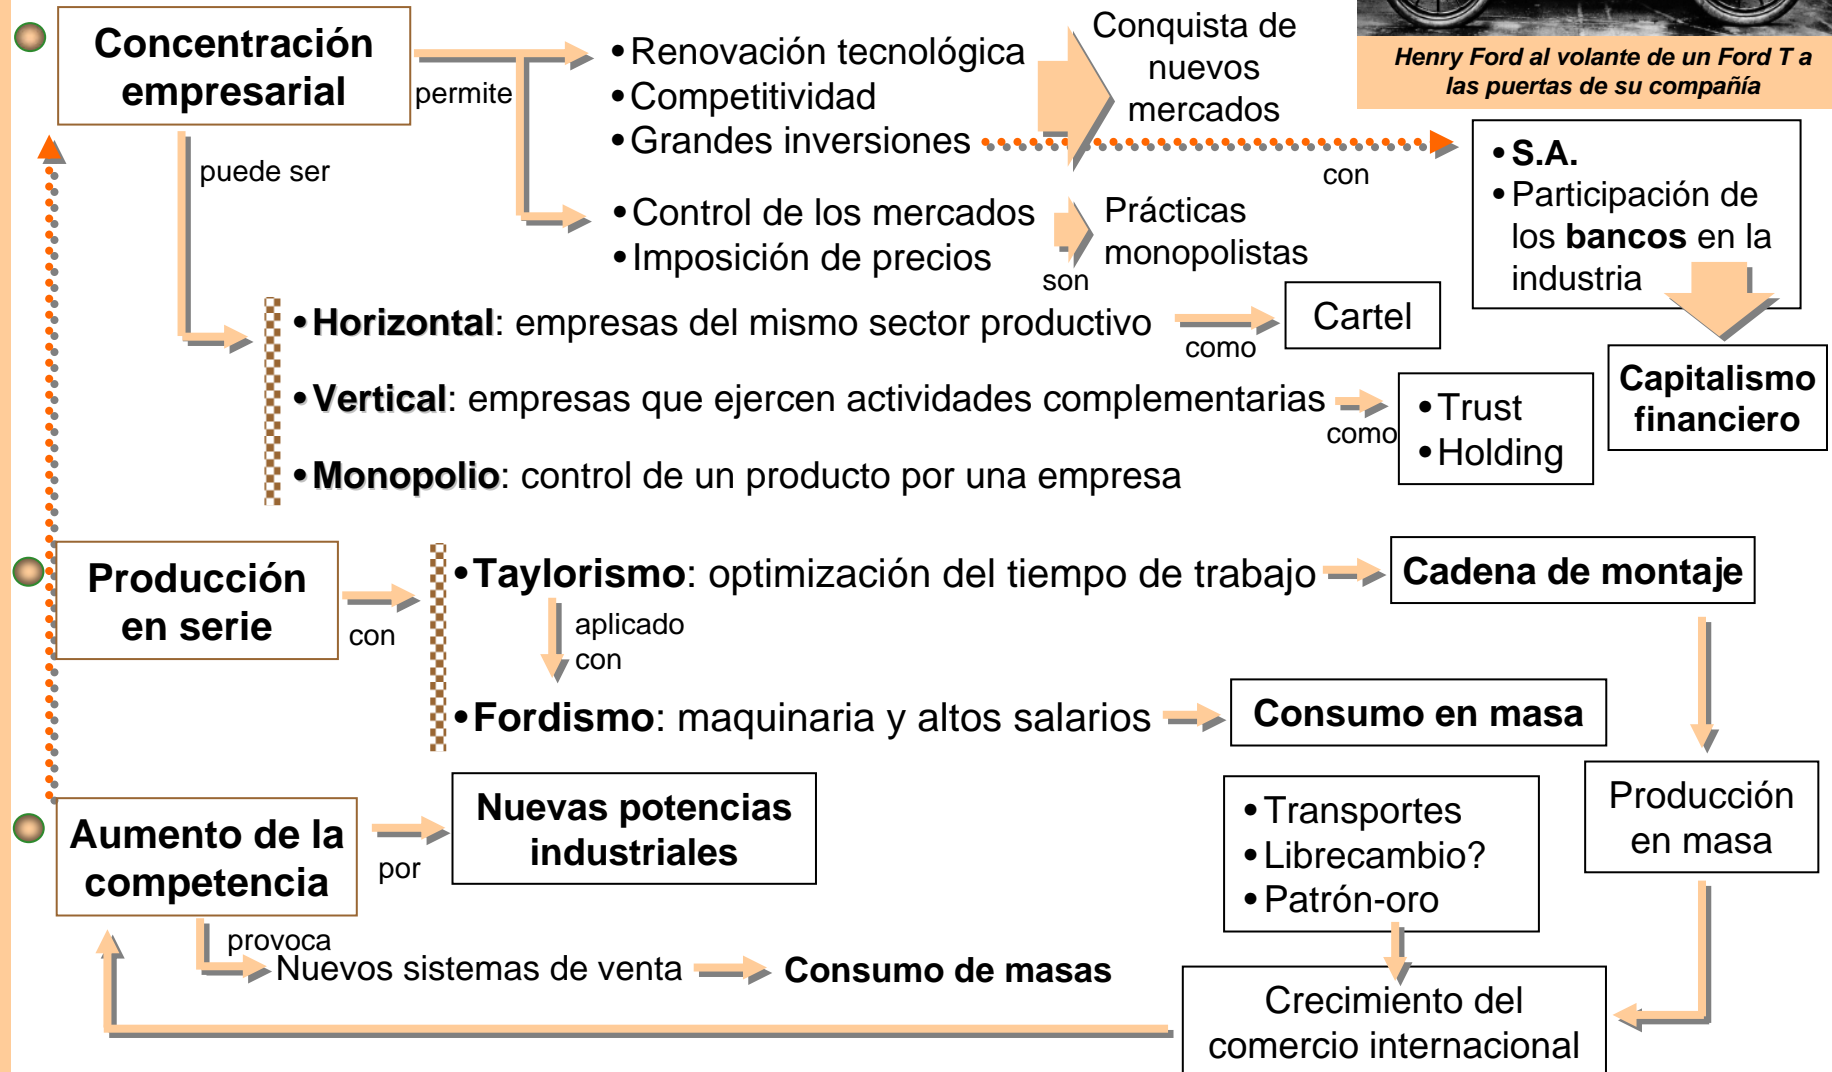 Concentración
empresarial
permite
• Renovación tecnológica
• Competitividad
• Grandes inversiones
Conquista de
nuevos
mercados
Henry Ford al volante de un Ford T a
las puertas de su compañía
con
• S.A.
• Participación de
los bancos en la
industria
Capitalismo
financiero
• Control de los mercados
• Imposición de precios
son
Prácticas
monopolistas
puede ser
• Horizontal: empresas del mismo sector productivo
como
Cartel
• Vertical: empresas que ejercen actividades complementarias
como
• Trust
• Holding
• Monopolio: control de un producto por una empresa
Producción
en serie
con
• Taylorismo: optimización del tiempo de trabajo
Cadena de montaje
aplicado
con
• Fordismo: maquinaria y altos salarios
Consumo en masa
Producción
en masa
Aumento de la
competencia
por
Nuevas potencias
industriales
• Transportes
• Librecambio?
• Patrón-oro
provoca
Nuevos sistemas de venta
Consumo de masas
Crecimiento del
comercio internacional